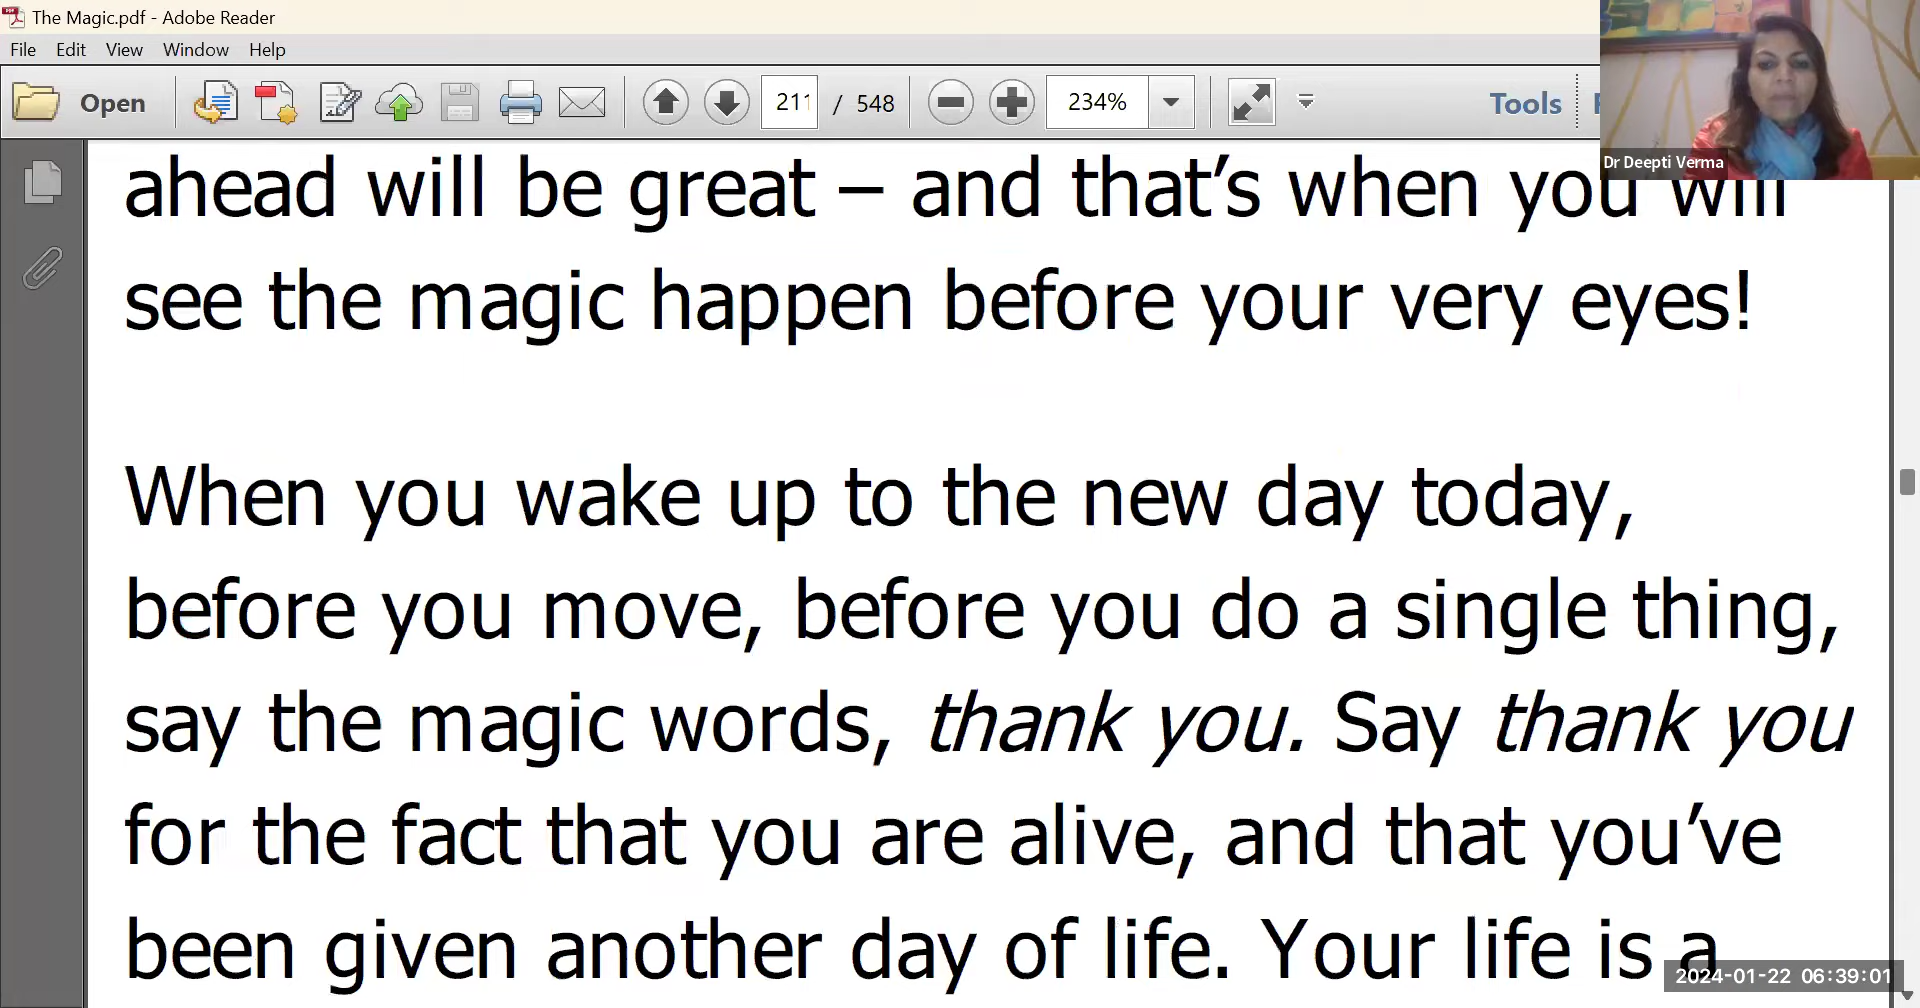 The Magic.pdf - Adobe Reader
File Edit View Window Help
Open 211 / 548 234% Tools
Dr Deepti Verma
ahead will be great – and that’s when you will
see the magic happen before your very eyes!
When you wake up to the new day today,
before you move, before you do a single thing,
say the magic words, thank you. Say thank you
for the fact that you are alive, and that you’ve
been given another day of life. Your life is a
2024-01-22 06:39:01